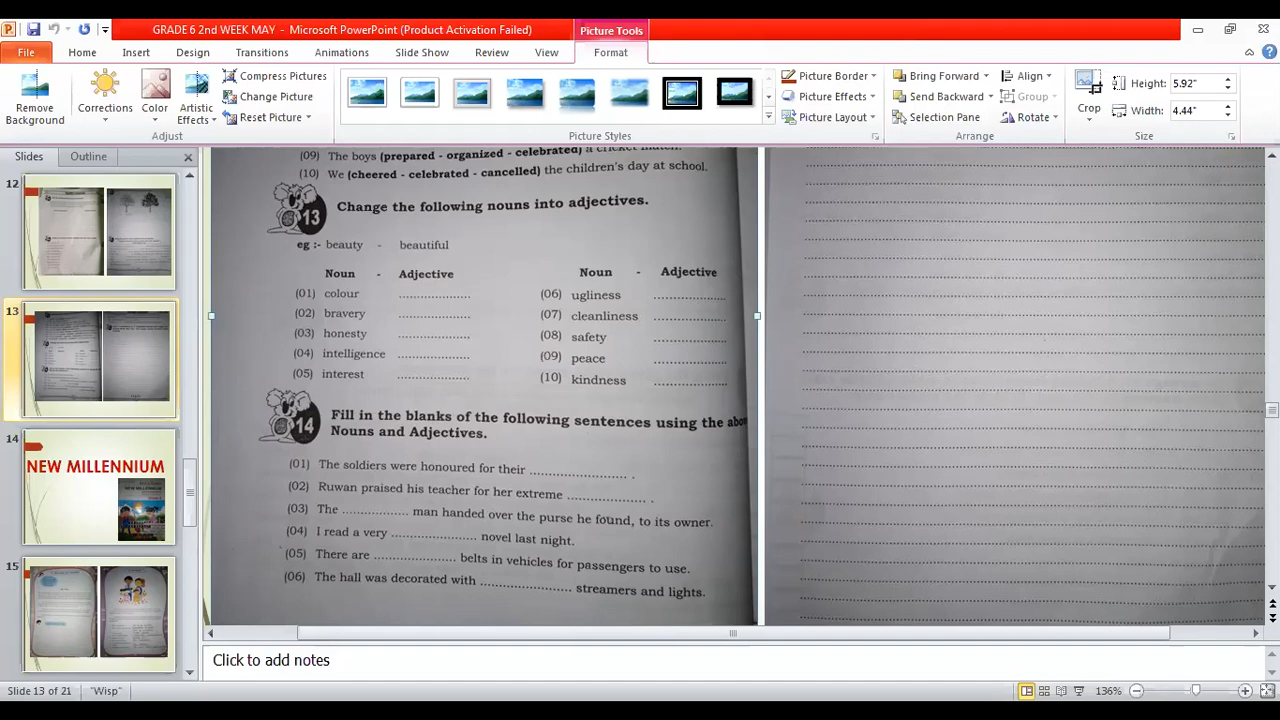 GRADE 6 2nd WEEK MAY - Microsoft PowerPoint (Product Activation Failed)
Picture Tools
File Home Insert Design Transitions Animations Slide Show Review View Format
Remove Background
Corrections
Color
Artistic Effects
Compress Pictures
Change Picture
Reset Picture
Adjust
Picture Styles
Picture Border
Picture Effects
Picture Layout
Bring Forward
Send Backward
Selection Pane
Align
Group
Rotate
Arrange
Crop
Height: 5.92"
Width: 4.44"
Size
Slides Outline
12
13
14
NEW MILLENNIUM
15
(09) The boys (prepared - organized - celebrated) a cricket match.
(10) We (cheered - celebrated - cancelled) the children's day at school.
13 Change the following nouns into adjectives.
eg :- beauty - beautiful
Noun - Adjective Noun - Adjective
(01) colour .................... (06) ugliness ....................
(02) bravery .................... (07) cleanliness ....................
(03) honesty .................... (08) safety ....................
(04) intelligence .................... (09) peace ....................
(05) interest .................... (10) kindness ....................
14 Fill in the blanks of the following sentences using the abo
Nouns and Adjectives.
(01) The soldiers were honoured for their ......................... .
(02) Ruwan praised his teacher for her extreme .................... .
(03) The ................. man handed over the purse he found, to its owner.
(04) I read a very ...................... novel last night.
(05) There are ..................... belts in vehicles for passengers to use.
(06) The hall was decorated with ....................... streamers and lights.
Click to add notes
Slide 13 of 21 "Wisp" 136%